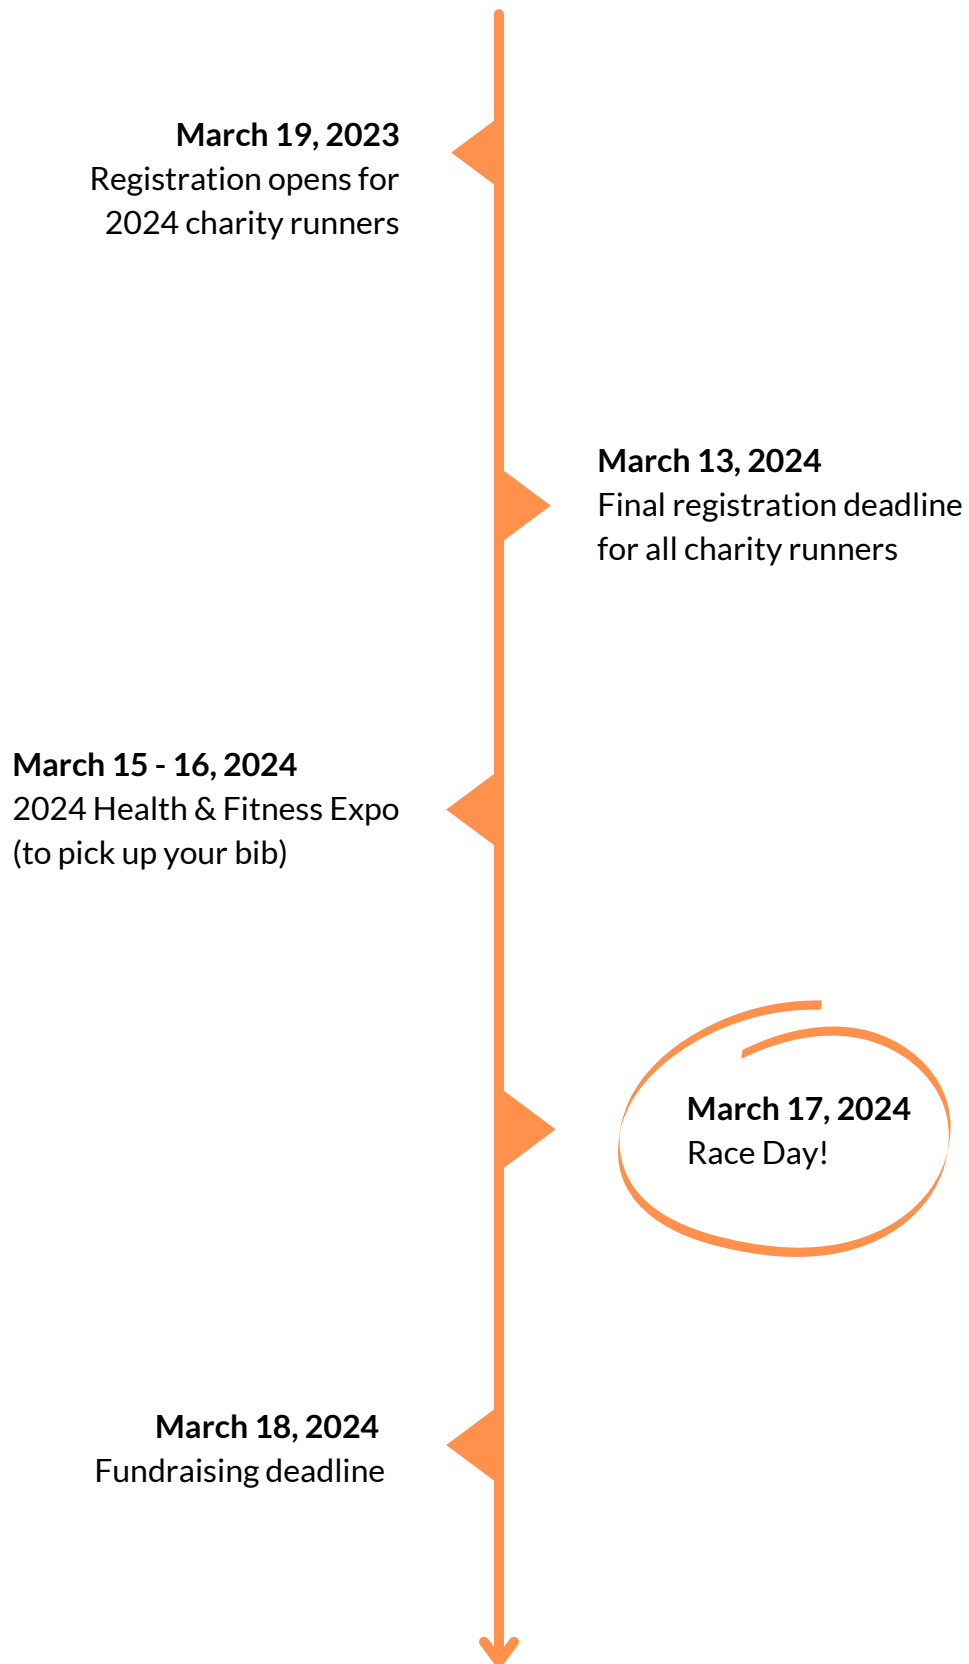 March 19, 2023
Registration opens for
2024 charity runners
March 13, 2024
Final registration deadline
for all charity runners
March 15 - 16, 2024
2024 Health & Fitness Expo
(to pick up your bib)
March 17, 2024
Race Day!
March 18, 2024
Fundraising deadline